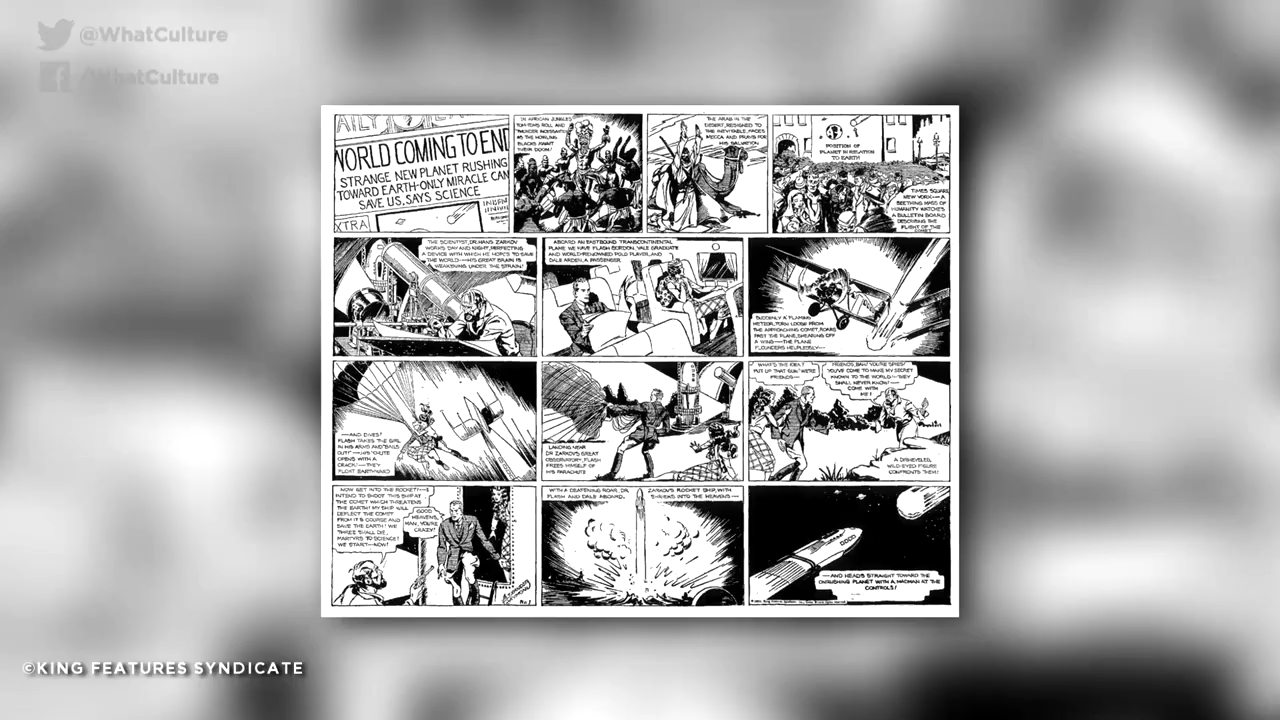 @WhatCulture
/WhatCulture
WORLD COMING TO END
STRANGE NEW PLANET RUSHING
TOWARD EARTH-ONLY MIRACLE CAN
SAVE US, SAYS SCIENCE
XTRA
IN AFRICAN JUNGLES
TOM-TOMS ROLL AND
THUNDER INCESSANTLY
AS THE HOWLING
BLACKS AWAIT
THEIR DOOM!
THE ARAB IN THE
DESERT, RESIGNED TO
THE INEVITABLE, FACES
MECCA AND PRAYS FOR
HIS SALVATION
POSITION OF
PLANET IN RELATION
TO EARTH
TIMES SQUARE
NEW YORK—A
SEETHING MASS OF
HUMANITY WATCHES
A BULLETIN BOARD
DESCRIBING THE
FLIGHT OF THE
COMET
THE SCIENTIST, DR. HANS ZARKOV
WORKS DAY AND NIGHT, PERFECTING
A DEVICE WITH WHICH HE HOPES TO SAVE
THE WORLD---HIS GREAT BRAIN IS
WEAKENING UNDER THE STRAIN!
ABOARD AN EASTBOUND TRANSCONTINENTAL
PLANE WE HAVE FLASH GORDON, YALE GRADUATE
AND WORLD-RENOWNED POLO PLAYER, AND
DALE ARDEN, A PASSENGER
SUDDENLY A FLAMING
METEOR, TORN LOOSE FROM
THE APPROACHING COMET, ROARS
PAST THE PLANE, SHEARING OFF
A WING---THE PLANE
FLOUNDERS HELPLESSLY---
—AND DIVES!
FLASH TAKES THE GIRL
IN HIS ARMS AND "BAILS
OUT!"---HIS 'CHUTE
OPENS WITH A
CRACK!---THEY
FLOAT EARTHWARD
LANDING NEAR
DR. ZARKOV'S GREAT
OBSERVATORY, FLASH
FREES HIMSELF OF
HIS PARACHUTE
WHAT'S THE IDEA?
PUT UP THAT GUN! WE'RE
FRIENDS---
FRIENDS, BAH! YOU'RE SPIES!
YOU'VE COME TO MAKE MY SECRET
KNOWN TO THE WORLD!--THEY
SHALL NEVER KNOW!--
COME WITH
ME!
A DISHEVELED,
WILD-EYED FIGURE
CONFRONTS THEM!
NOW GET INTO THE ROCKET!---I
INTEND TO SHOOT THIS SHIP AT
THE COMET WHICH THREATENS
THE EARTH! MY SHIP WILL
DEFLECT THE COMET
FROM ITS COURSE AND
SAVE THE EARTH! WE
THREE SHALL DIE,
MARTYRS TO SCIENCE!
WE START---NOW!
GOOD
HEAVENS,
MAN, YOU'RE
CRAZY!
WITH A DEAFENING ROAR, DR. ZARKOV'S ROCKET SHIP, WITH
FLASH AND DALE ABOARD, SHRIEKS INTO THE HEAVENS---
—AND HEADS STRAIGHT TOWARD THE
ONRUSHING PLANET WITH A MADMAN AT THE
CONTROLS!
©KING FEATURES SYNDICATE